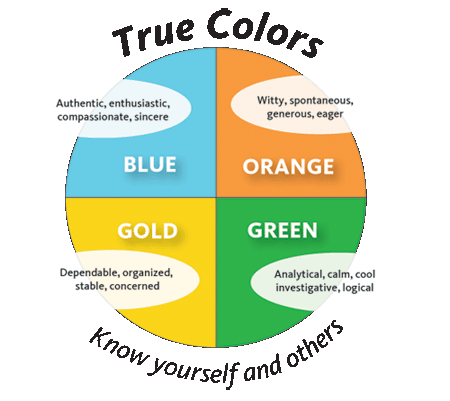 True Colors
Authentic, enthusiastic,
compassionate, sincere
Witty, spontaneous,
generous, eager
BLUE
ORANGE
GOLD
GREEN
Dependable, organized,
stable, concerned
Analytical, calm, cool
investigative, logical
Know yourself and others